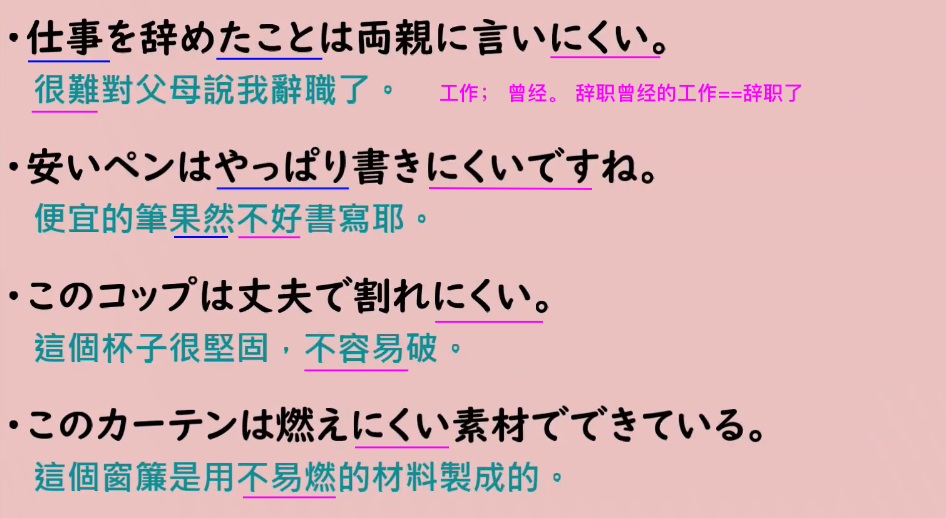 ・仕事を辞めたことは両親に言いにくい。
很難對父母說我辭職了。 工作； 曾经。 辞职曾经的工作==辞职了
・安いペンはやっぱり書きにくいですね。
便宜的筆果然不好書寫耶。
・このコップは丈夫で割れにくい。
這個杯子很堅固，不容易破。
・このカーテンは燃えにくい素材でできている。
這個窗簾是用不易燃的材料製成的。